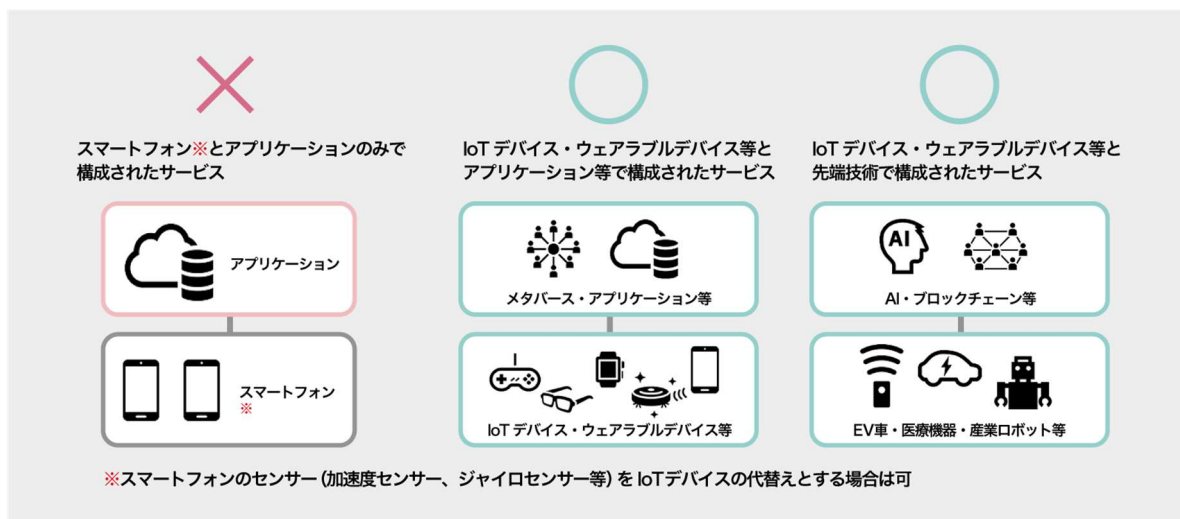 スマートフォン※とアプリケーションのみで
構成されたサービス
アプリケーション
スマートフォン
※
IoT デバイス・ウェアラブルデバイス等と
アプリケーション等で構成されたサービス
メタバース・アプリケーション等
IoT デバイス・ウェアラブルデバイス等
IoT デバイス・ウェアラブルデバイス等と
先端技術で構成されたサービス
AI
AI・ブロックチェーン等
EV車・医療機器・産業ロボット等
※スマートフォンのセンサー (加速度センサー、ジャイロセンサー等) を IoTデバイスの代替えとする場合は可